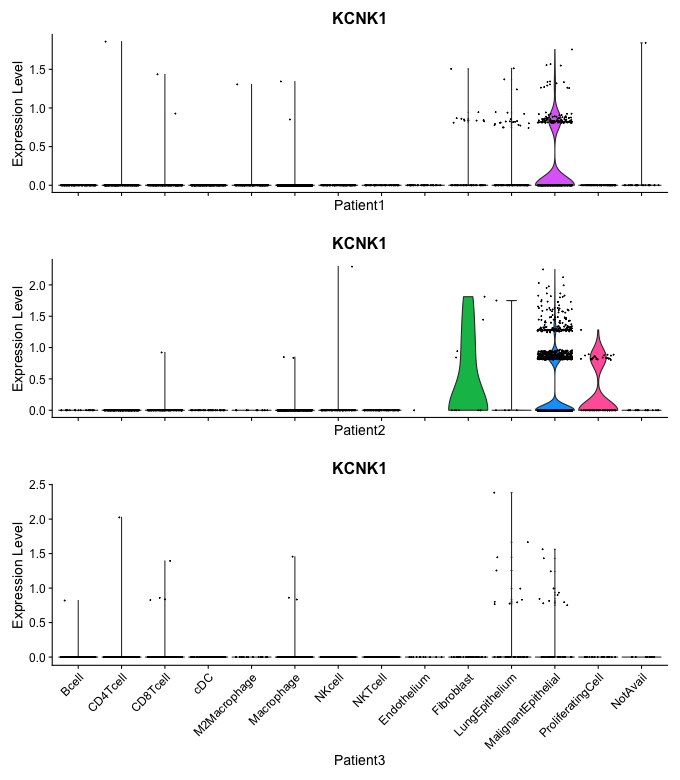 KCNK1
Expression Level
1.5
1.0
0.5
0.0
Patient1
KCNK1
Expression Level
2.0
1.5
1.0
0.5
0.0
Patient2
KCNK1
Expression Level
2.5
2.0
1.5
1.0
0.5
0.0
Bcell
CD4Tcell
CD8Tcell
cDC
M2Macrophage
Macrophage
NKcell
NKTcell
Endothelium
Fibroblast
LungEpithelium
MalignantEpithelial
ProliferatingCell
NotAvail
Patient3